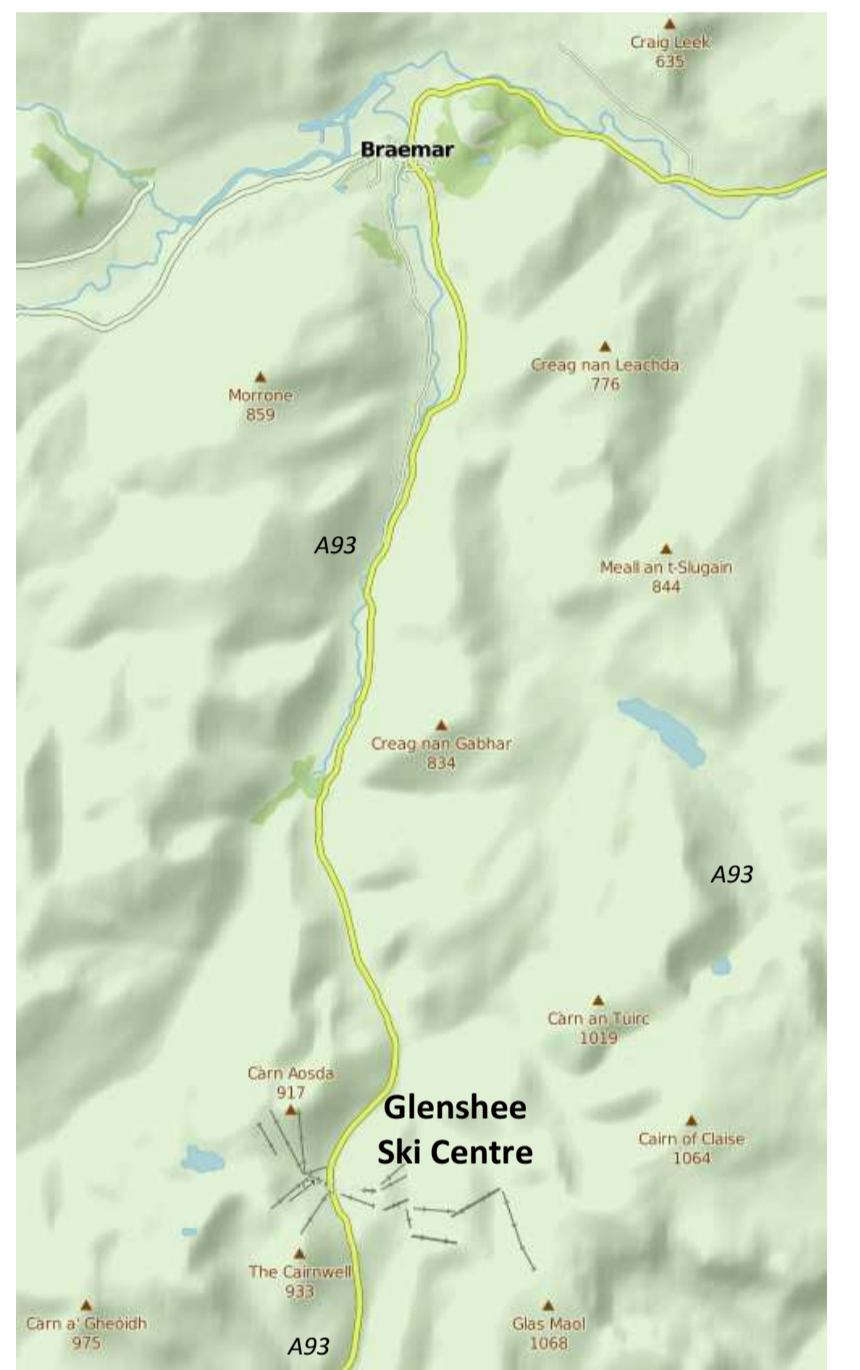 Craig Leek
635
Braemar
Creag nan Leachda
776
Morrone
859
A93
Meall an t-Slugain
844
Creag nan Gabhar
834
A93
Càrn an Tuirc
1019
Càrn Aosda
917
Glenshee
Ski Centre
Cairn of Claise
1064
The Cairnwell
933
Càrn a' Gheòidh
975
Glas Maol
1068
A93